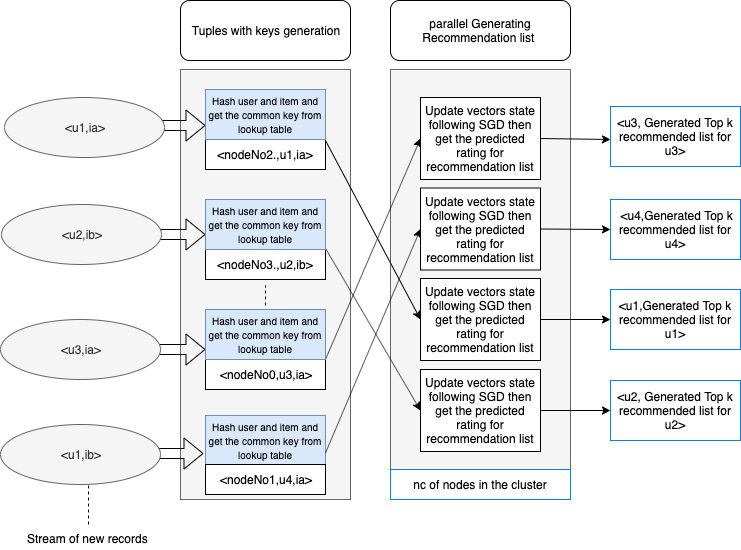 Tuples with keys generation
parallel Generating
Recommendation list
<u1,ia>
Hash user and item and
get the common key from
lookup table
<nodeNo2.,u1,ia>
Update vectors state
following SGD then
get the predicted
rating for
recommendation list
<u3, Generated Top k
recommended list for
u3>
<u2,ib>
Hash user and item and
get the common key from
lookup table
<nodeNo3.,u2,ib>
Update vectors state
following SGD then
get the predicted
rating for
recommendation list
<u4,Generated Top k
recommended list for
u4>
<u3,ia>
Hash user and item and
get the common key from
lookup table
<nodeNo0,u3,ia>
Update vectors state
following SGD then
get the predicted
rating for
recommendation list
<u1,Generated Top k
recommended list for
u1>
<u1,ib>
Hash user and item and
get the common key from
lookup table
<nodeNo1,u4,ia>
Update vectors state
following SGD then
get the predicted
rating for
recommendation list
<u2, Generated Top k
recommended list for
u2>
nc of nodes in the cluster
Stream of new records